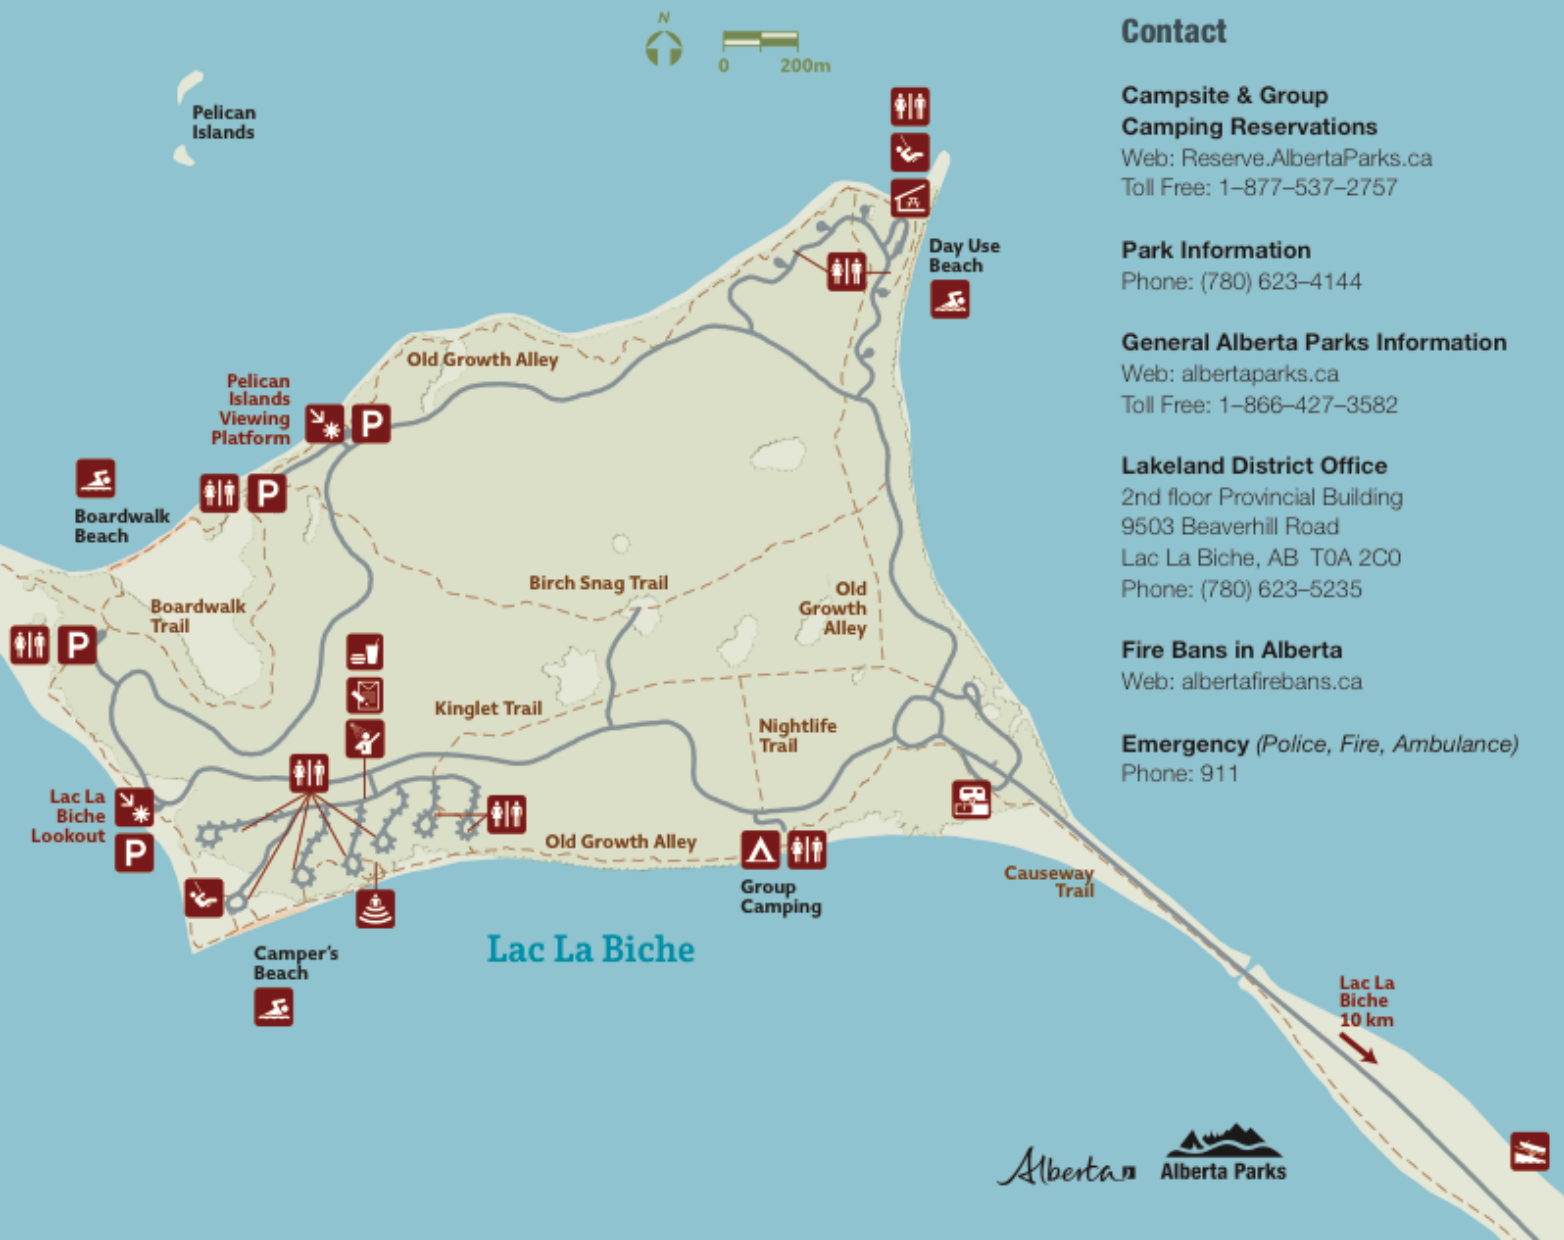 N
0 200m
Pelican
Islands
Day Use
Beach
Old Growth Alley
Pelican
Islands
Viewing
Platform
P
P
Boardwalk
Beach
Birch Snag Trail
Old
Growth
Alley
Boardwalk
Trail
P
Kinglet Trail
Nightlife
Trail
Lac La
Biche
Lookout
P
Old Growth Alley
Group
Camping
Causeway
Trail
Camper's
Beach
Lac La Biche
Lac La
Biche
10 km
Contact
Campsite & Group
Camping Reservations
Web: Reserve.AlbertaParks.ca
Toll Free: 1–877–537–2757
Park Information
Phone: (780) 623–4144
General Alberta Parks Information
Web: albertaparks.ca
Toll Free: 1–866–427–3582
Lakeland District Office
2nd floor Provincial Building
9503 Beaverhill Road
Lac La Biche, AB T0A 2C0
Phone: (780) 623–5235
Fire Bans in Alberta
Web: albertafirebans.ca
Emergency (Police, Fire, Ambulance)
Phone: 911
Alberta
Alberta Parks